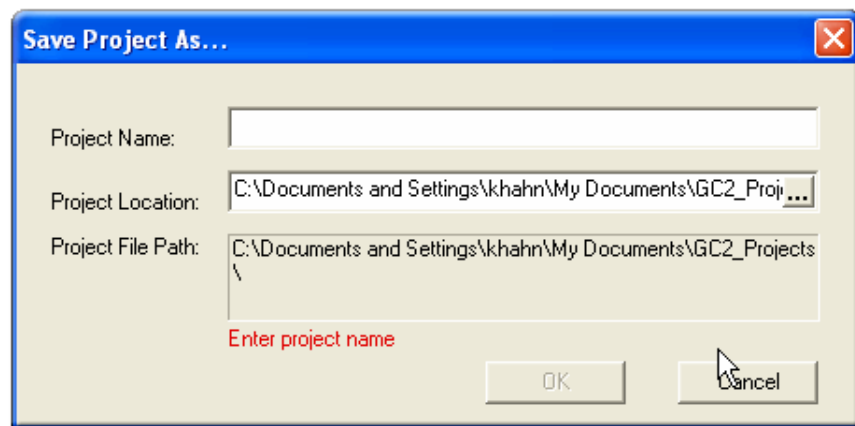 Save Project As...
Project Name:
Project Location:
C:\Documents and Settings\khahn\My Documents\GC2_Proj
...
Project File Path:
C:\Documents and Settings\khahn\My Documents\GC2_Projects
\
Enter project name
OK
Cancel